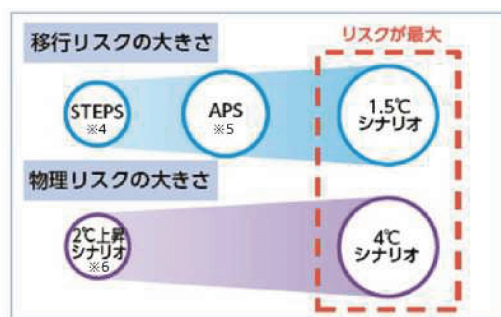 移行リスクの大きさ
リスクが最大
STEPS
※4
APS
※5
1.5℃
シナリオ
物理リスクの大きさ
2℃上昇
シナリオ
※6
4℃
シナリオ